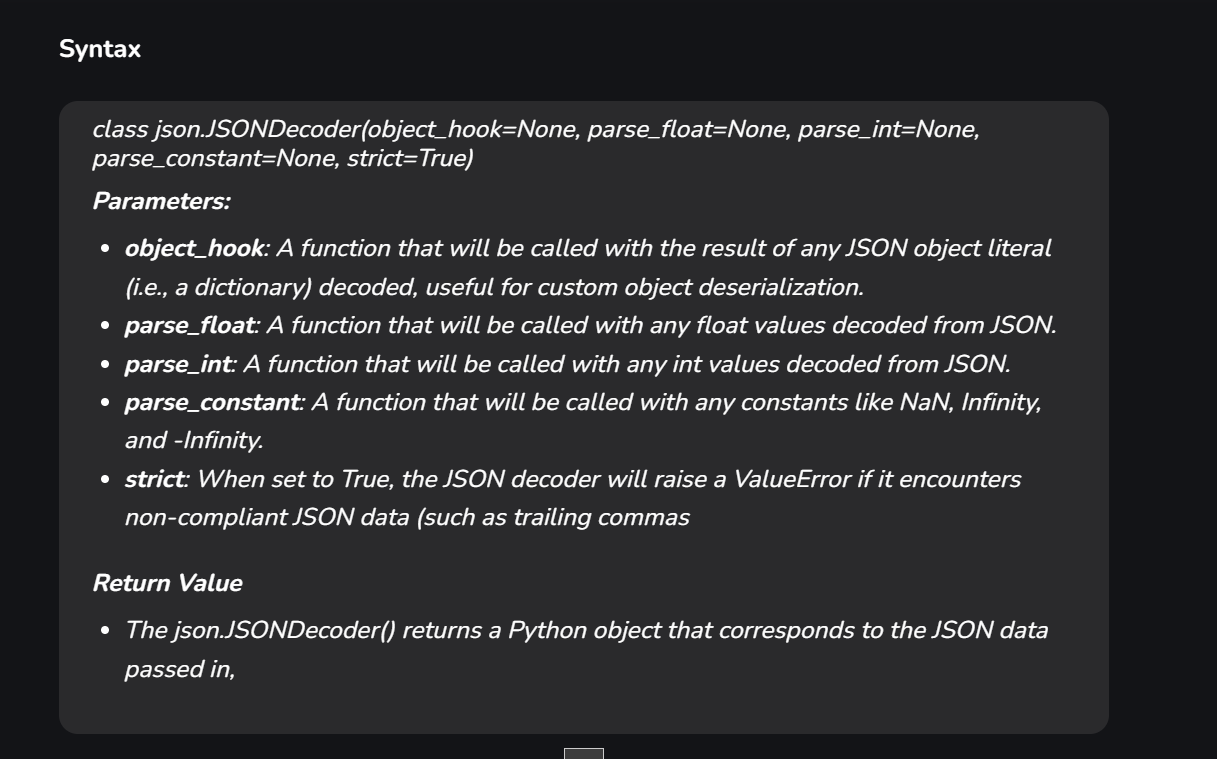 Syntax
class json.JSONDecoder(object_hook=None, parse_float=None, parse_int=None,
parse_constant=None, strict=True)
Parameters:
• object_hook: A function that will be called with the result of any JSON object literal
(i.e., a dictionary) decoded, useful for custom object deserialization.
• parse_float: A function that will be called with any float values decoded from JSON.
• parse_int: A function that will be called with any int values decoded from JSON.
• parse_constant: A function that will be called with any constants like NaN, Infinity,
and -Infinity.
• strict: When set to True, the JSON decoder will raise a ValueError if it encounters
non-compliant JSON data (such as trailing commas
Return Value
• The json.JSONDecoder() returns a Python object that corresponds to the JSON data
passed in,